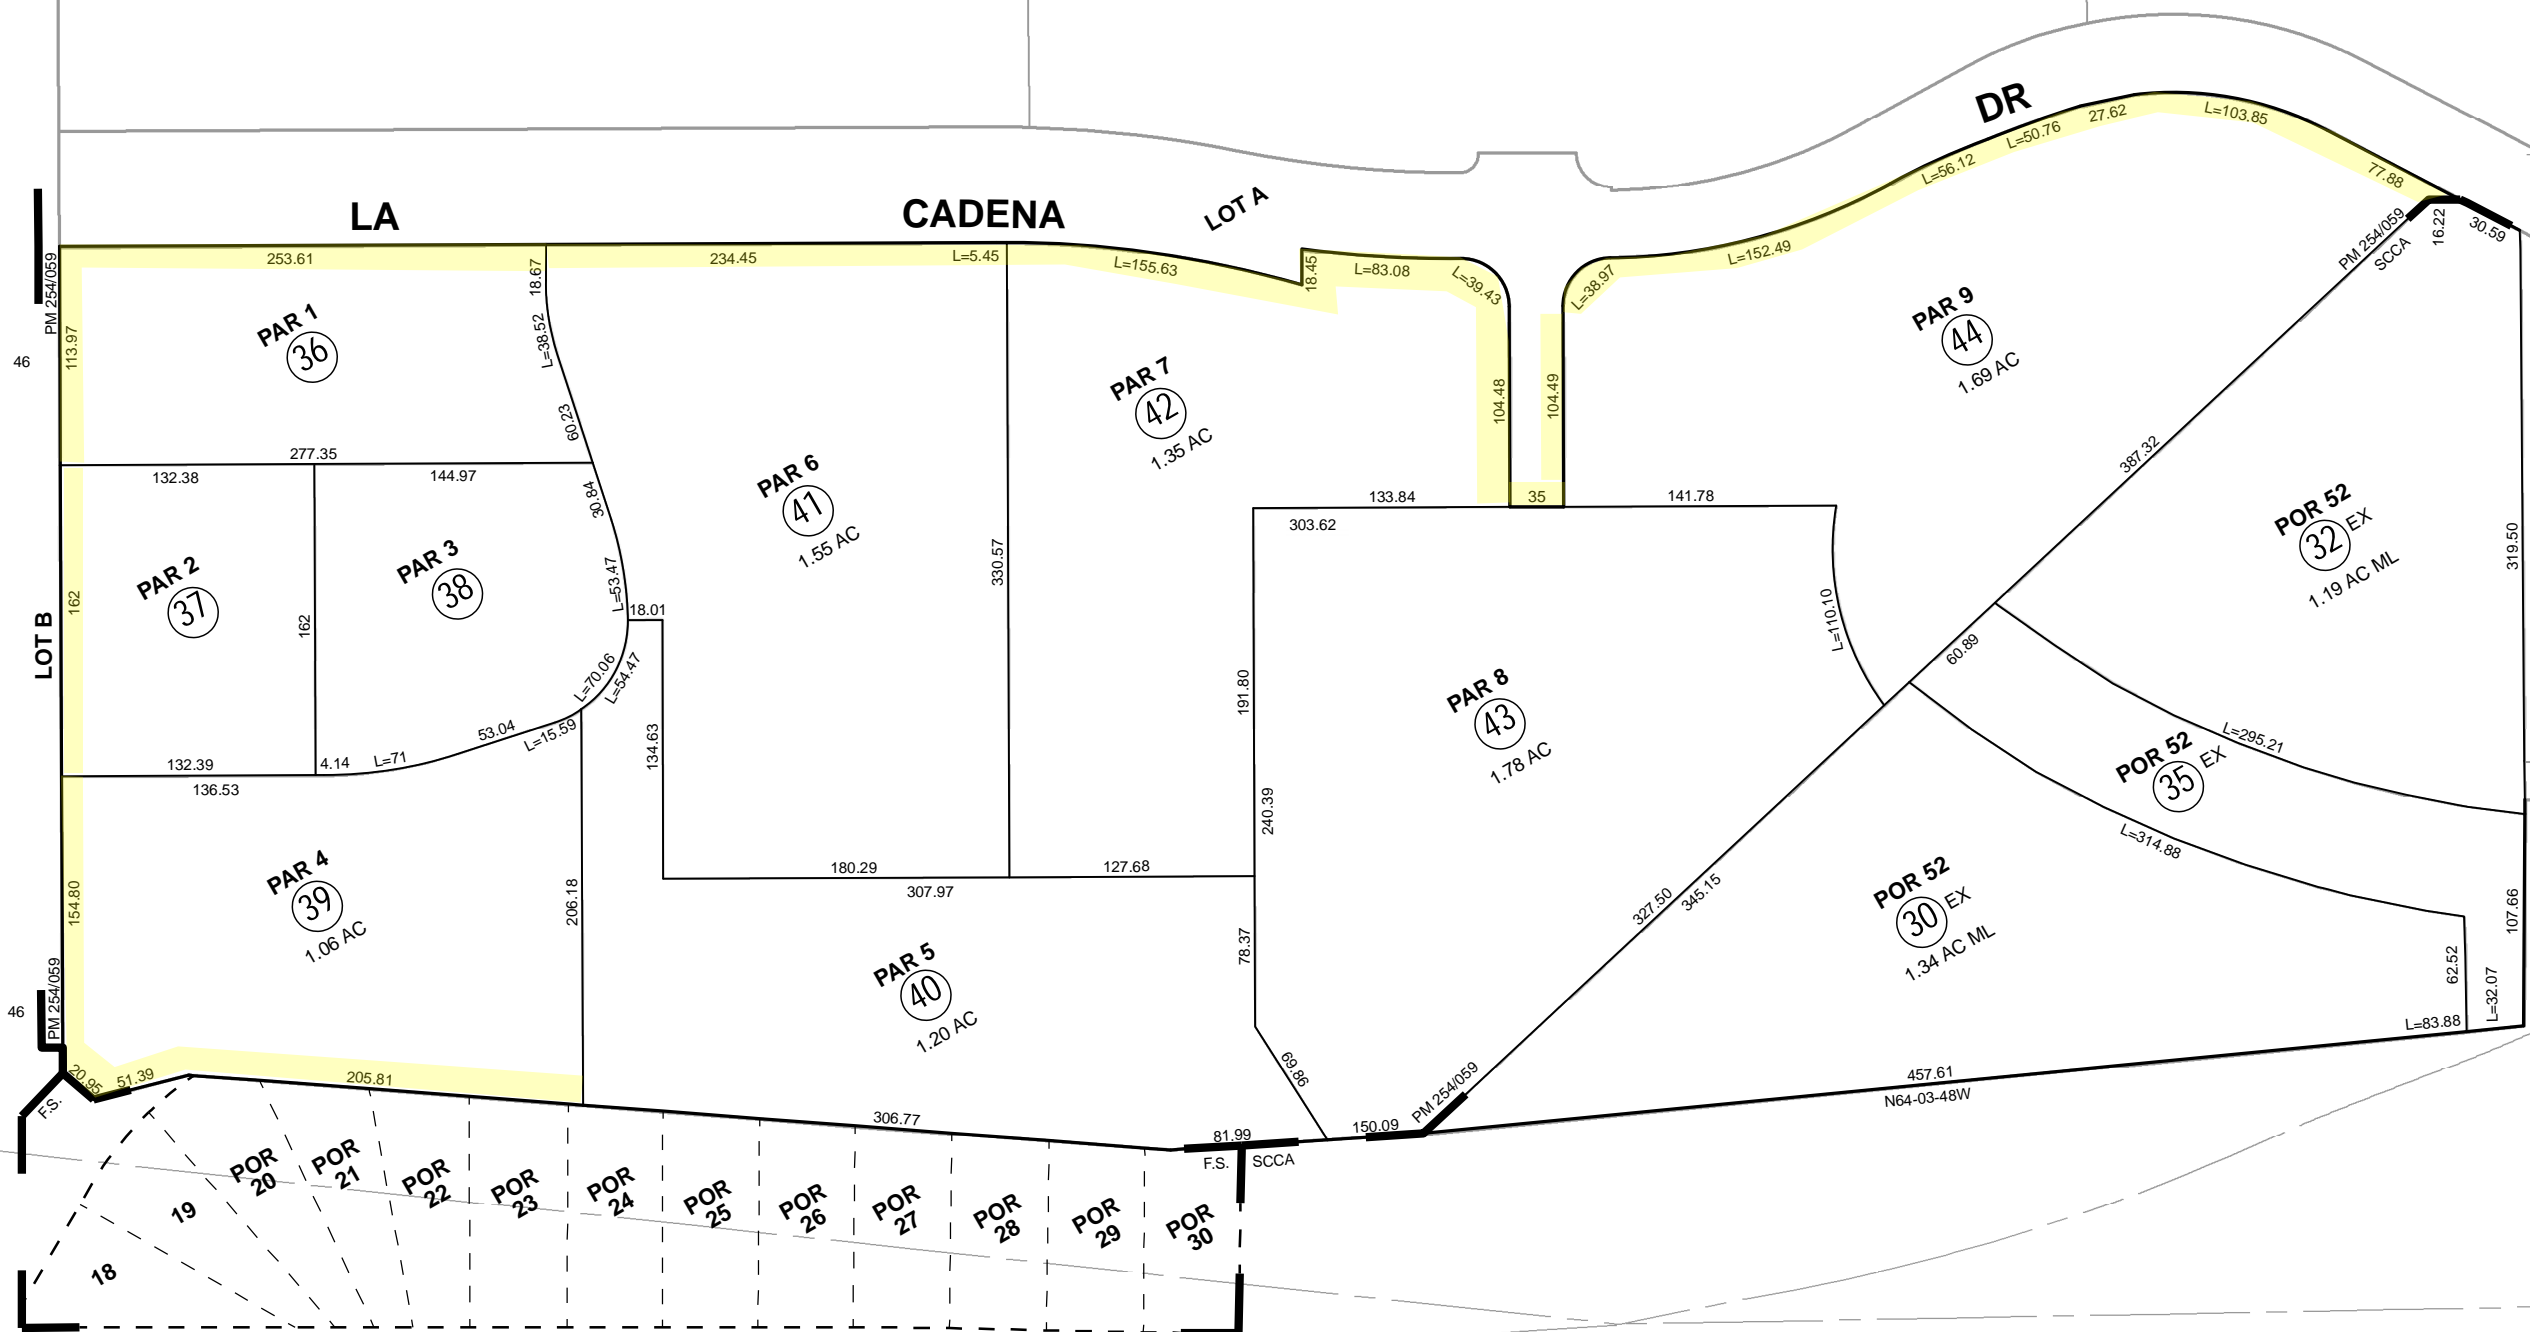 DR
L=50.76
27.62
L=103.85
L=56.12
77.88
LA
CADENA
LOT A
PM 254/059
SCCA
16.22
30.59
PM 254/059
253.61
234.45
L=5.45
L=155.63
18.45
L=83.08
L=39.43
L=38.97
L=152.49
18.67
113.97
46
PAR 1
36
L=38.52
60.23
PAR 7
42
1.35 AC
104.48
104.49
PAR 9
44
1.69 AC
277.35
132.38
144.97
30.84
PAR 6
41
1.55 AC
133.84
35
141.78
303.62
387.32
POR 52
32 EX
1.19 AC ML
319.50
PAR 2
37
PAR 3
38
162
162
LOT B
L=53.47
18.01
330.57
L=110.10
60.89
L=70.06
L=54.47
191.80
PAR 8
43
1.78 AC
53.04
L=15.59
132.39
4.14
L=71
136.53
134.63
L=295.21
POR 52
35 EX
240.39
L=314.88
180.29
307.97
127.68
PAR 4
39
1.06 AC
154.80
206.18
PAR 5
40
1.20 AC
78.37
327.50
345.15
POR 52
30 EX
1.34 AC ML
107.66
62.52
L=32.07
L=83.88
PM 254/059
46
20.95
51.39
205.81
F.S.
69.86
PM 254/059
457.61
N64-03-48W
306.77
81.99
150.09
F.S.
SCCA
18
19
POR
20
POR
21
POR
22
POR
23
POR
24
POR
25
POR
26
POR
27
POR
28
POR
29
POR
30